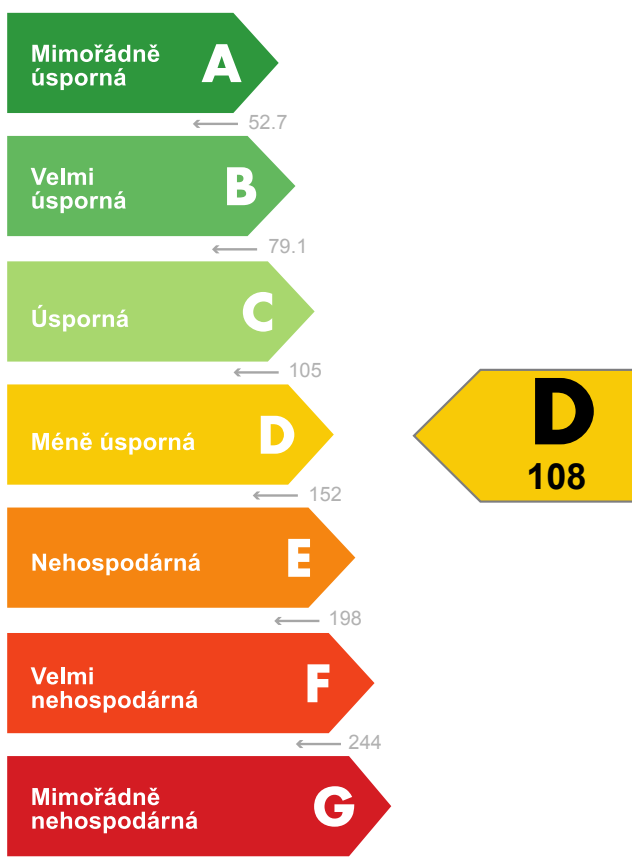 Mimořádně
úsporná
A
52.7
Velmi
úsporná
B
79.1
Úsporná
C
105
Méně úsporná
D
152
D
108
Nehospodárná
E
198
Velmi
nehospodárná
F
244
Mimořádně
nehospodárná
G